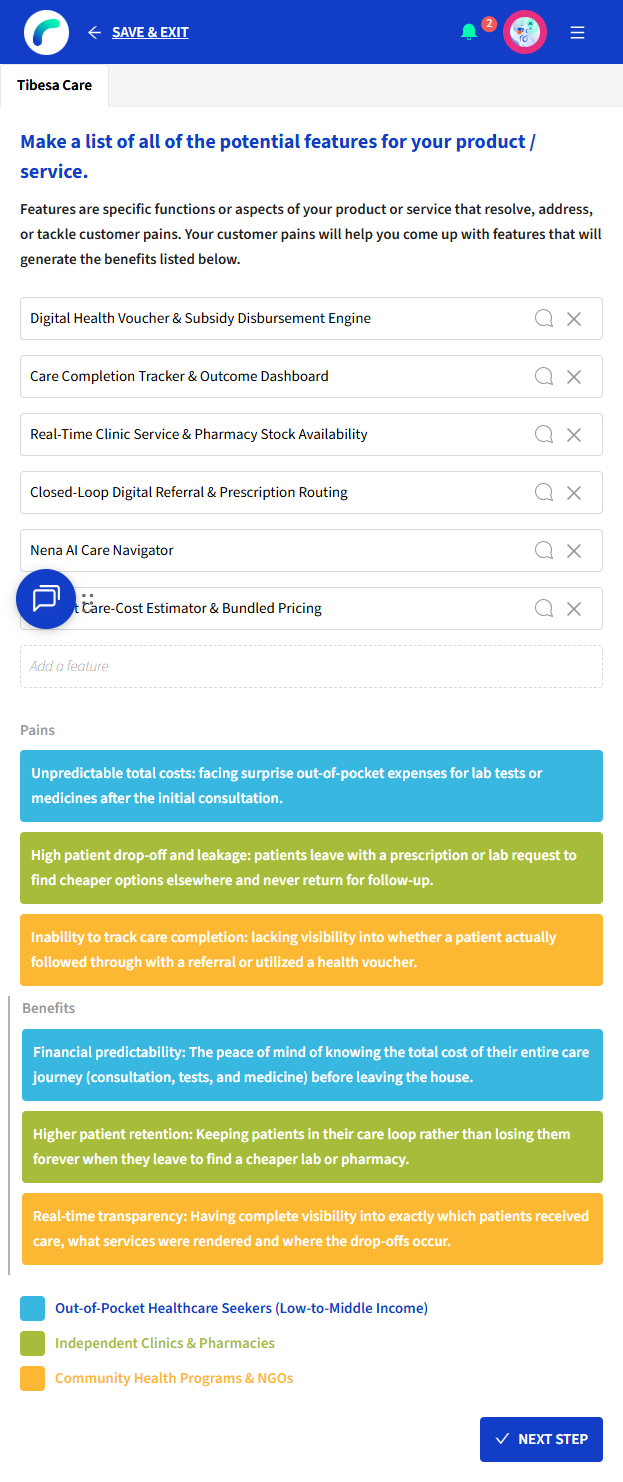 SAVE & EXIT
2
Tibesa Care
Make a list of all of the potential features for your product /
service.
Features are specific functions or aspects of your product or service that resolve, address,
or tackle customer pains. Your customer pains will help you come up with features that will
generate the benefits listed below.
Digital Health Voucher & Subsidy Disbursement Engine
Care Completion Tracker & Outcome Dashboard
Real-Time Clinic Service & Pharmacy Stock Availability
Closed-Loop Digital Referral & Prescription Routing
Nena AI Care Navigator
Care-Cost Estimator & Bundled Pricing
Add a feature
Pains
Unpredictable total costs: facing surprise out-of-pocket expenses for lab tests or
medicines after the initial consultation.
High patient drop-off and leakage: patients leave with a prescription or lab request to
find cheaper options elsewhere and never return for follow-up.
Inability to track care completion: lacking visibility into whether a patient actually
followed through with a referral or utilized a health voucher.
Benefits
Financial predictability: The peace of mind of knowing the total cost of their entire care
journey (consultation, tests, and medicine) before leaving the house.
Higher patient retention: Keeping patients in their care loop rather than losing them
forever when they leave to find a cheaper lab or pharmacy.
Real-time transparency: Having complete visibility into exactly which patients received
care, what services were rendered and where the drop-offs occur.
Out-of-Pocket Healthcare Seekers (Low-to-Middle Income)
Independent Clinics & Pharmacies
Community Health Programs & NGOs
NEXT STEP